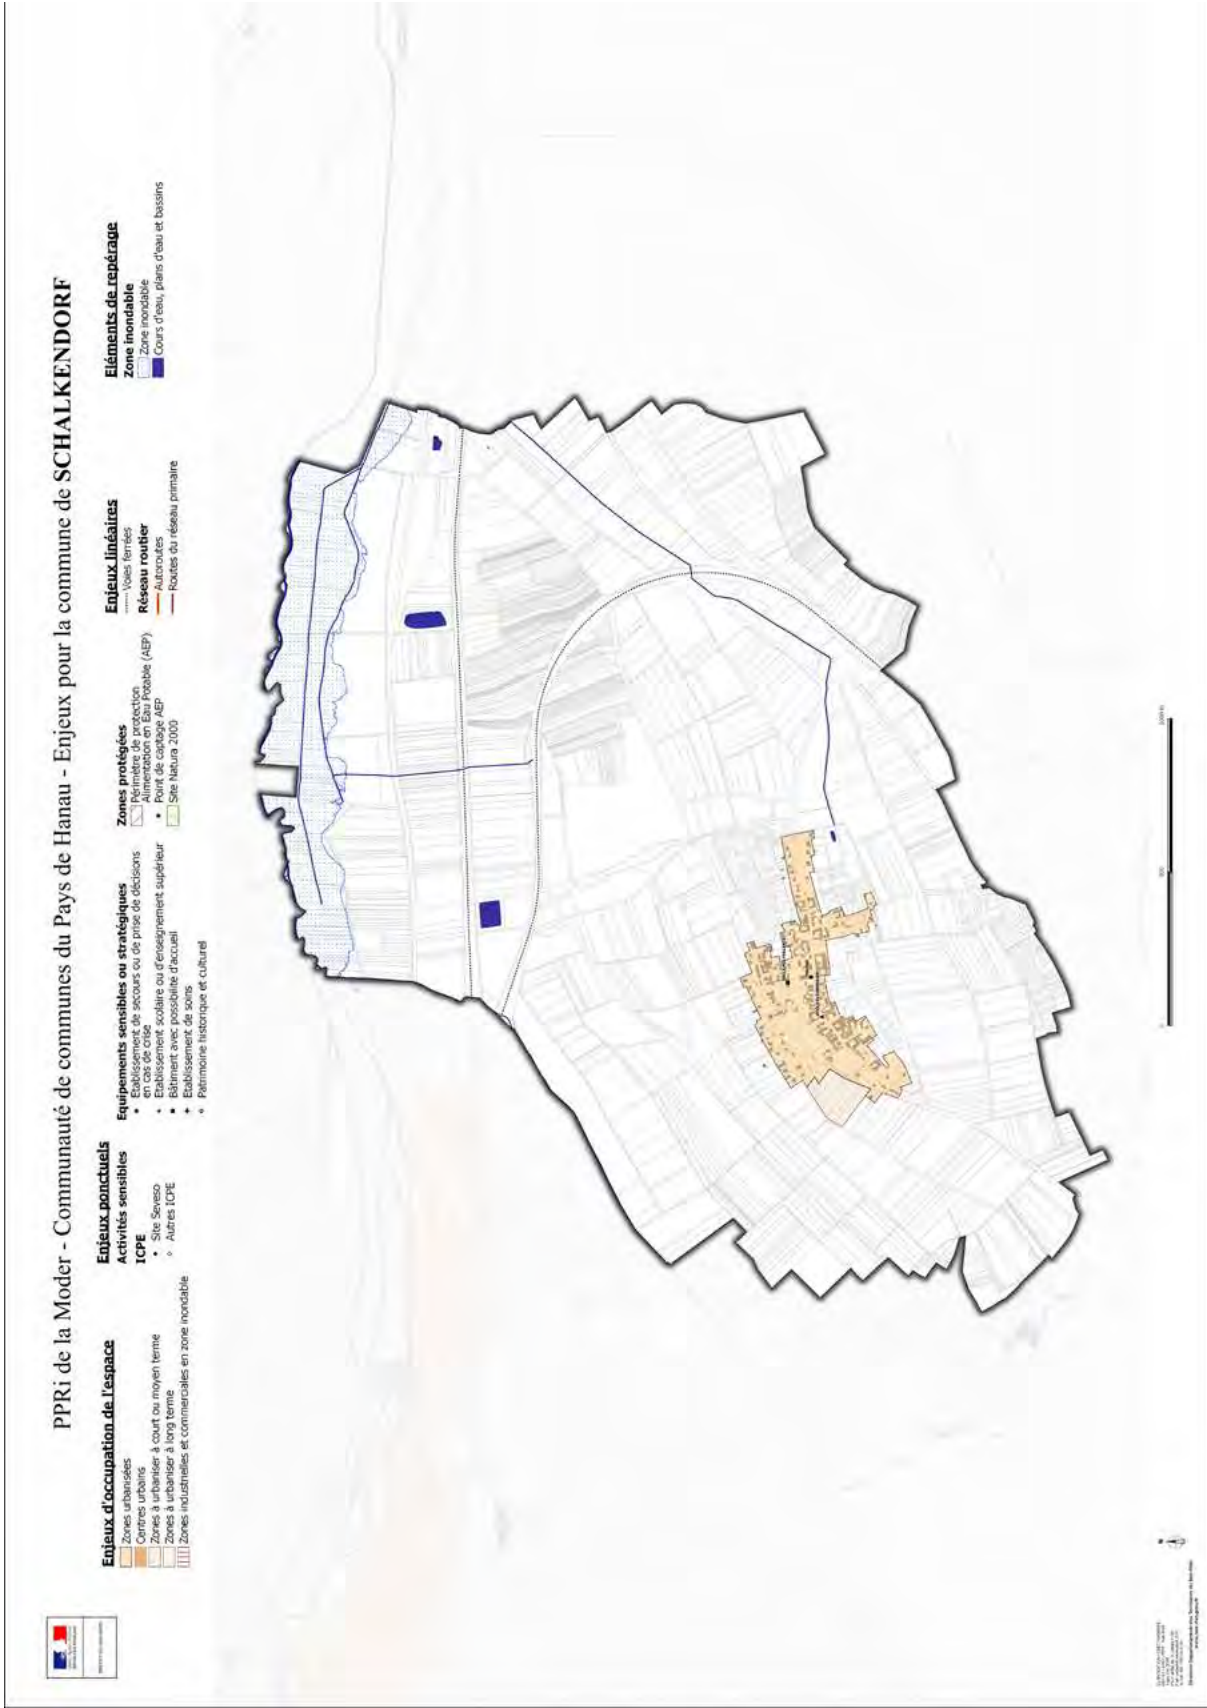 PPRi de la Moder - Communauté de communes du Pays de Hanau - Enjeux pour la commune de SCHALKENDORF
Enjeux d'occupation de l'espace
Zones urbanisées
Centres urbains
Zones à urbaniser à court ou moyen terme
Zones à urbaniser à long terme
Zones industrielles et commerciales en zone inondable
Enjeux ponctuels
Activités sensibles
ICPE
Site Seveso
Autres ICPE
Equipements sensibles ou stratégiques
Etablissement de secours ou de prise de décisions
en cas de crise
Etablissement scolaire ou d'enseignement supérieur
Bâtiment avec possibilité d'accueil
Etablissement de soins
Patrimoine historique et culturel
Zones protégées
Périmètre de protection
Alimentation en Eau Potable (AEP)
Point de captage AEP
Site Natura 2000
Enjeux linéaires
Voies ferrées
Réseau routier
Autoroutes
Routes du réseau primaire
Eléments de repérage
Zone inondable
Zone inondable
Cours d'eau, plans d'eau et bassins